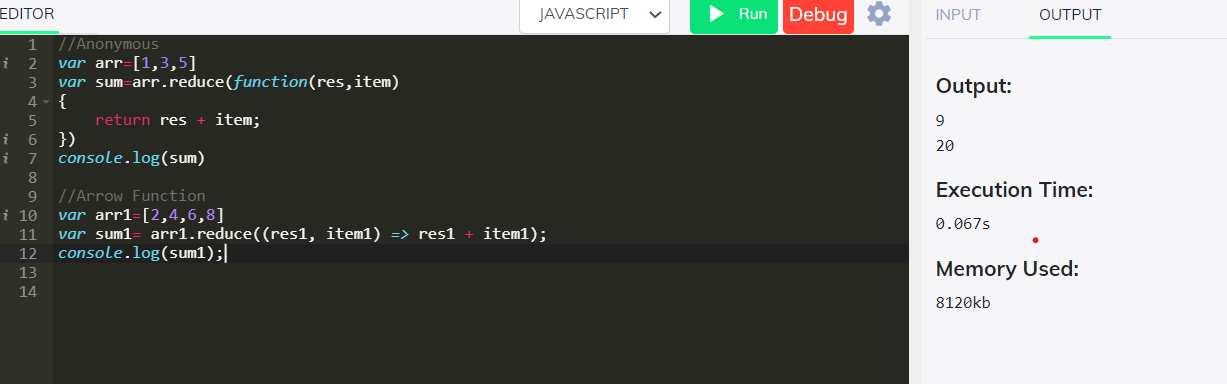 EDITOR
JAVASCRIPT
Run
Debug
INPUT
OUTPUT
1 //Anonymous
i 2 var arr=[1,3,5]
3 var sum=arr.reduce(function(res,item)
4 {
5     return res + item;
i 6 })
i 7 console.log(sum)
8
9 //Arrow Function
i 10 var arr1=[2,4,6,8]
11 var sum1= arr1.reduce((res1, item1) => res1 + item1);
12 console.log(sum1);
13
14
Output:
9
20
Execution Time:
0.067s
Memory Used:
8120kb